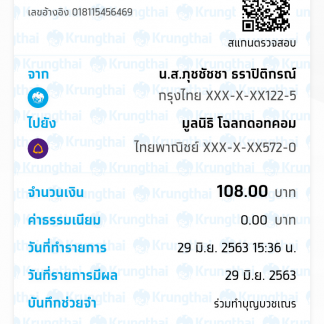 เลขอ้างอิง 018115456469
สแกนตรวจสอบ
จาก น.ส.ภุชชัชชา ธราปิติกรณ์
กรุงไทย XXX-X-XX122-5
ไปยัง มูลนิธิ โอลทดอทคอม
ไทยพาณิชย์ XXX-X-XX572-0
จำนวนเงิน 108.00 บาท
ค่าธรรมเนียม 0.00 บาท
วันที่ทำรายการ 29 มิ.ย. 2563 15:36 น.
วันที่รายการมีผล 29 มิ.ย. 2563
บันทึกช่วยจำ ร่วมทำบุญบวชเณร